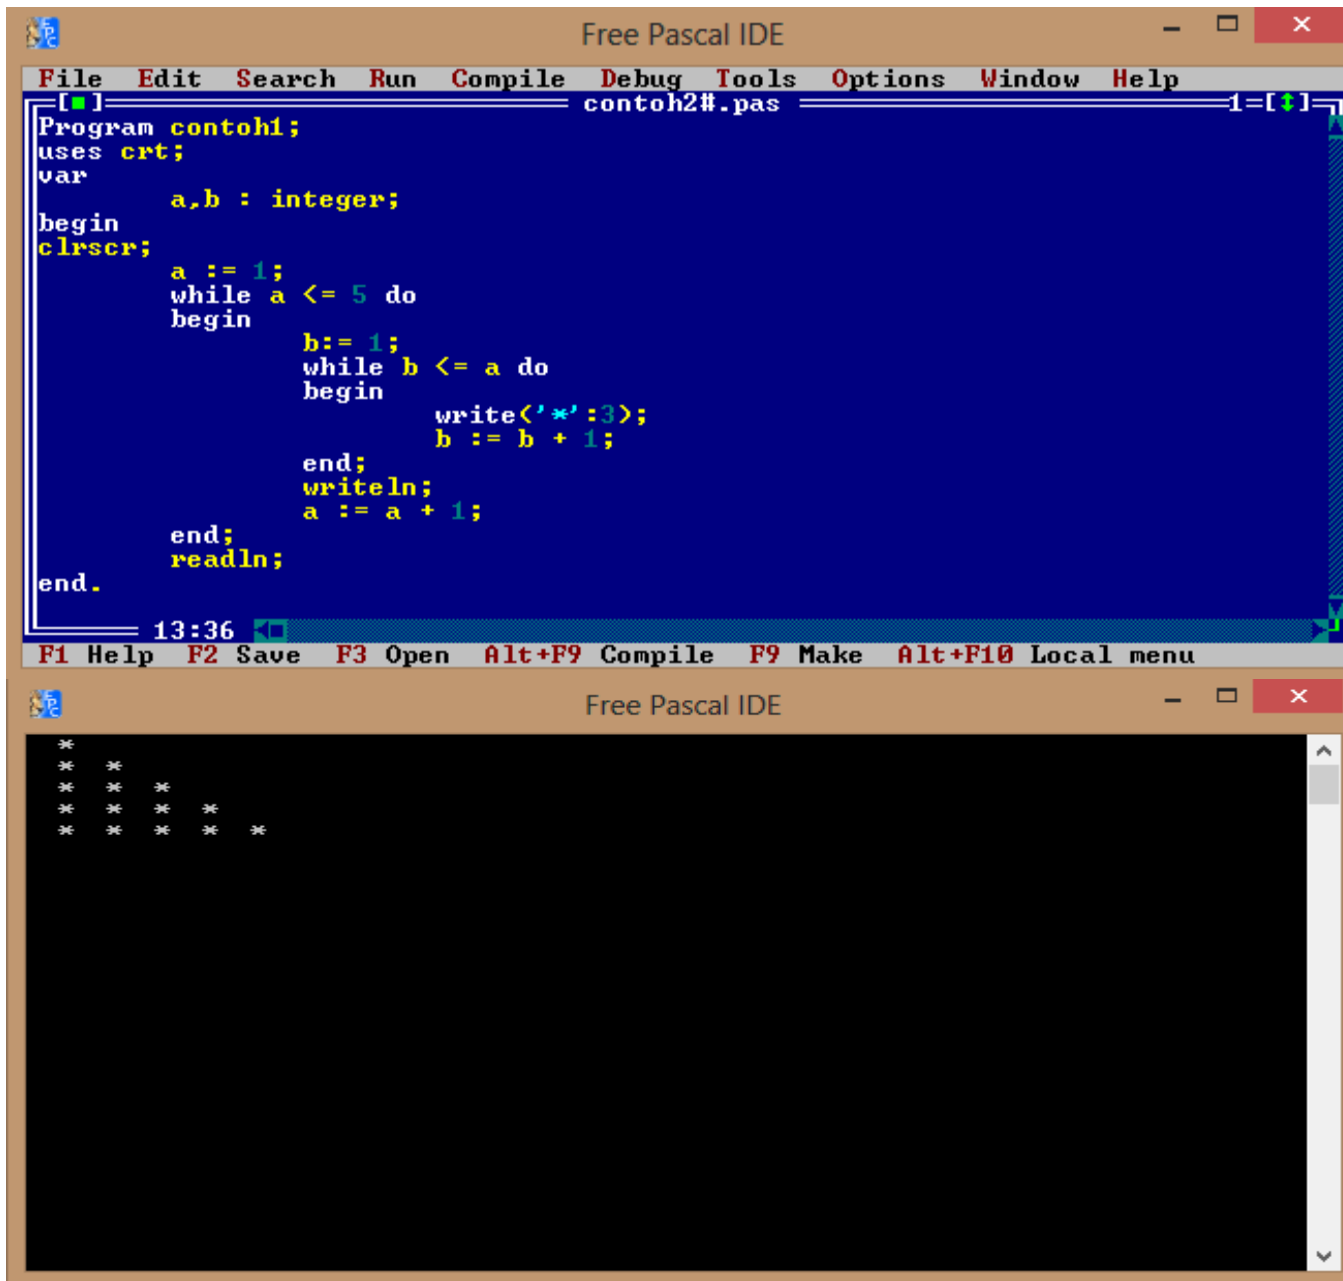 Free Pascal IDE
File Edit Search Run Compile Debug Tools Options Window Help
[■] contoh2#.pas 1=[↕]
Program contoh1;
uses crt;
var
a,b : integer;
begin
clrscr;
a := 1;
while a <= 5 do
begin
b:= 1;
while b <= a do
begin
write('*':3);
b := b + 1;
end;
writeln;
a := a + 1;
end;
readln;
end.
13:36
F1 Help F2 Save F3 Open Alt+F9 Compile F9 Make Alt+F10 Local menu
Free Pascal IDE
*
* *
* * *
* * * *
* * * * *